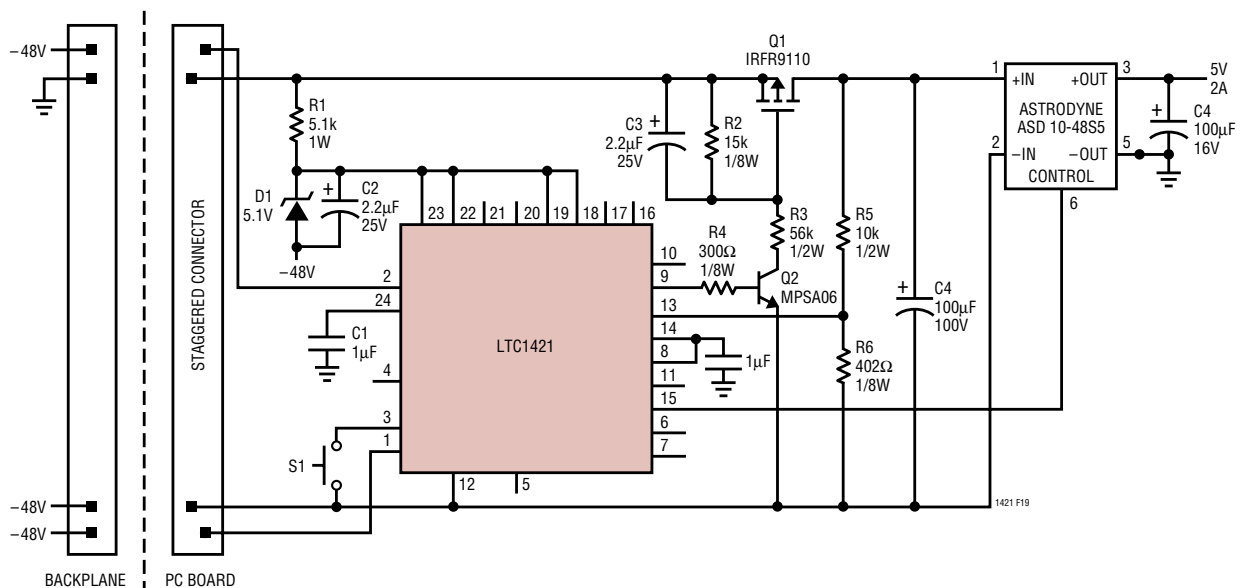 –48V
–48V
–48V
BACKPLANE
PC BOARD
STAGGERED CONNECTOR
R1
5.1k
1W
D1
5.1V
C2
2.2µF
25V
–48V
C1
1µF
S1
LTC1421
23
22
21
20
19
18
17
16
2
24
4
3
1
12
5
10
9
13
14
8
11
15
6
7
C3
2.2µF
25V
R2
15k
1/8W
Q1
IRFR9110
R3
56k
1/2W
R4
300Ω
1/8W
Q2
MPSA06
1µF
R5
10k
1/2W
R6
402Ω
1/8W
C4
100µF
100V
1
+IN
2
–IN
ASTRODYNE
ASD 10-48S5
CONTROL
6
+OUT
3
–OUT
5
5V
2A
C4
100µF
16V
1421 F19